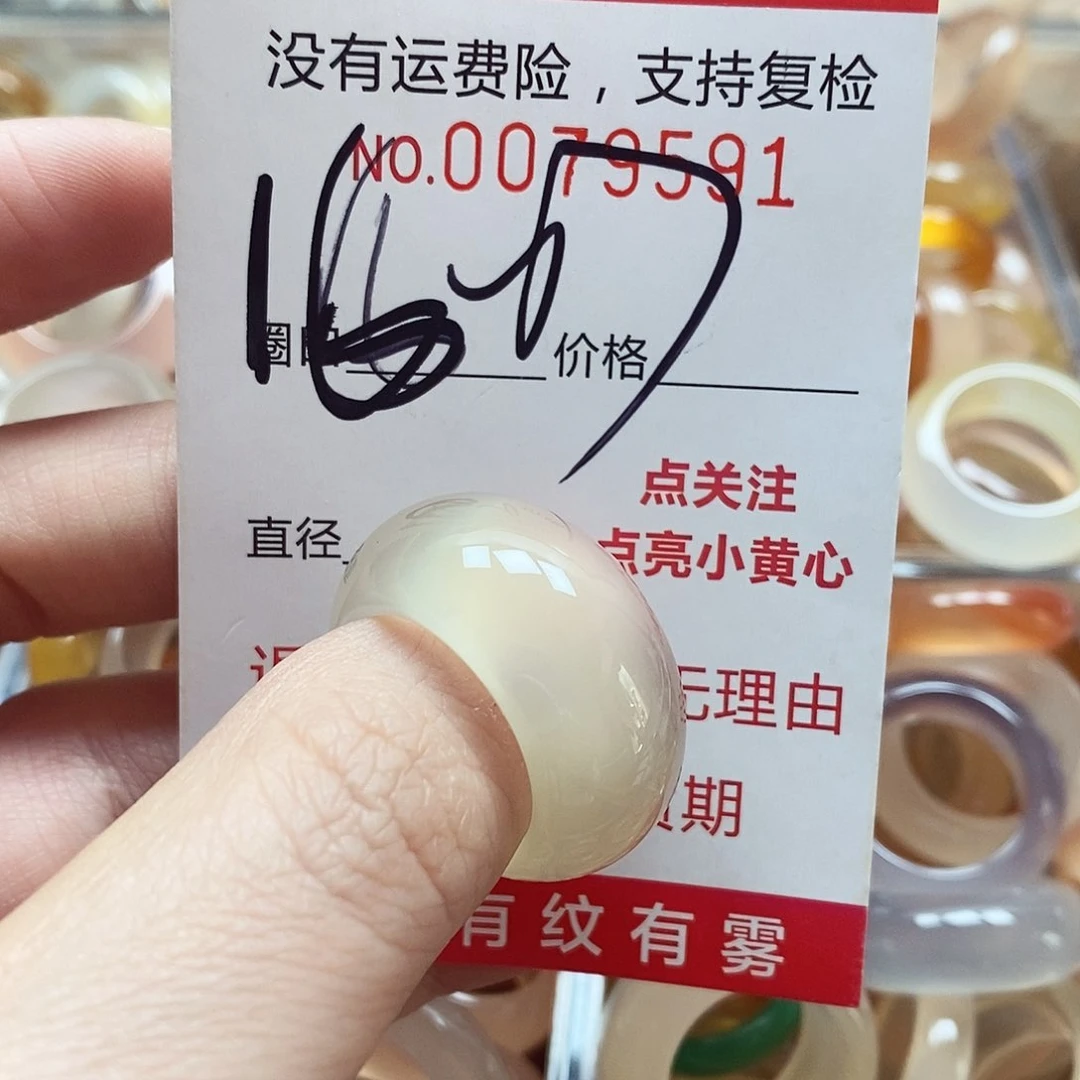 没有运费险，支持复检
NO.0079591
16.7
圈口 价格
点关注
直径
点亮小黄心
无理由
期
有纹有雾